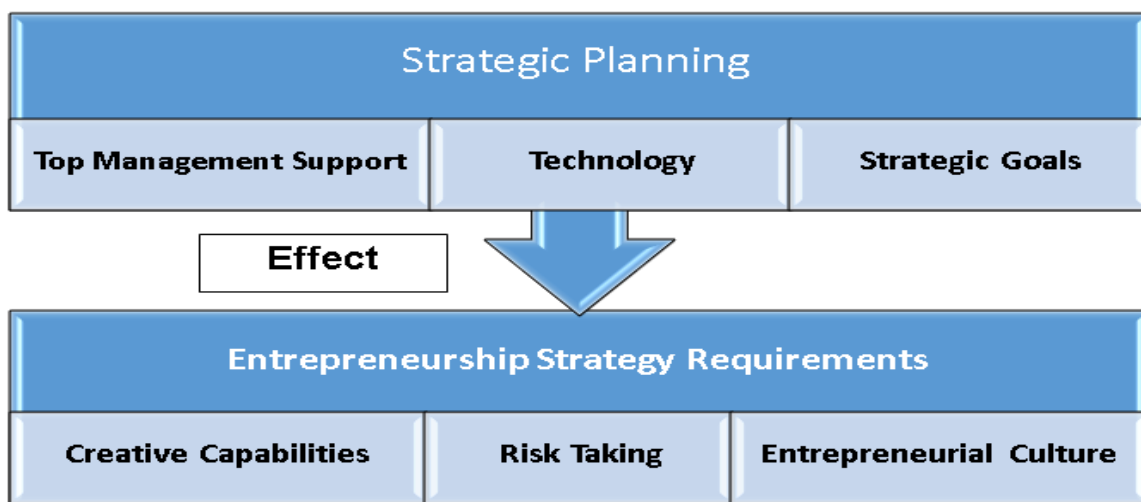 Strategic Planning
Top Management Support
Technology
Strategic Goals
Effect
Entrepreneurship Strategy Requirements
Creative Capabilities
Risk Taking
Entrepreneurial Culture